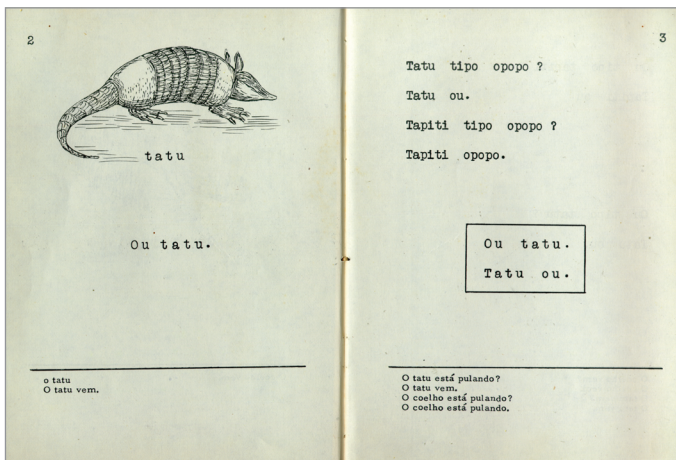 2
tatu
Ou tatu.
o tatu
O tatu vem.
3
Tatu tipo opopo ?
Tatu ou.
Tapiti tipo opopo ?
Tapiti opopo.
Ou tatu.
Tatu ou.
O tatu está pulando?
O tatu vem.
O coelho está pulando?
O coelho está pulando.